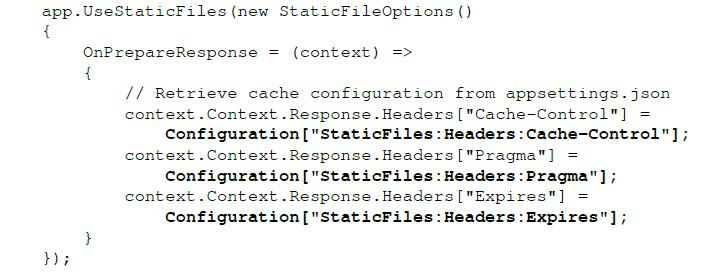 app.UseStaticFiles(new StaticFileOptions()
{
OnPrepareResponse = (context) =>
{
// Retrieve cache configuration from appsettings.json
context.Context.Response.Headers["Cache-Control"] =
Configuration["StaticFiles:Headers:Cache-Control"];
context.Context.Response.Headers["Pragma"] =
Configuration["StaticFiles:Headers:Pragma"];
context.Context.Response.Headers["Expires"] =
Configuration["StaticFiles:Headers:Expires"];
}
});